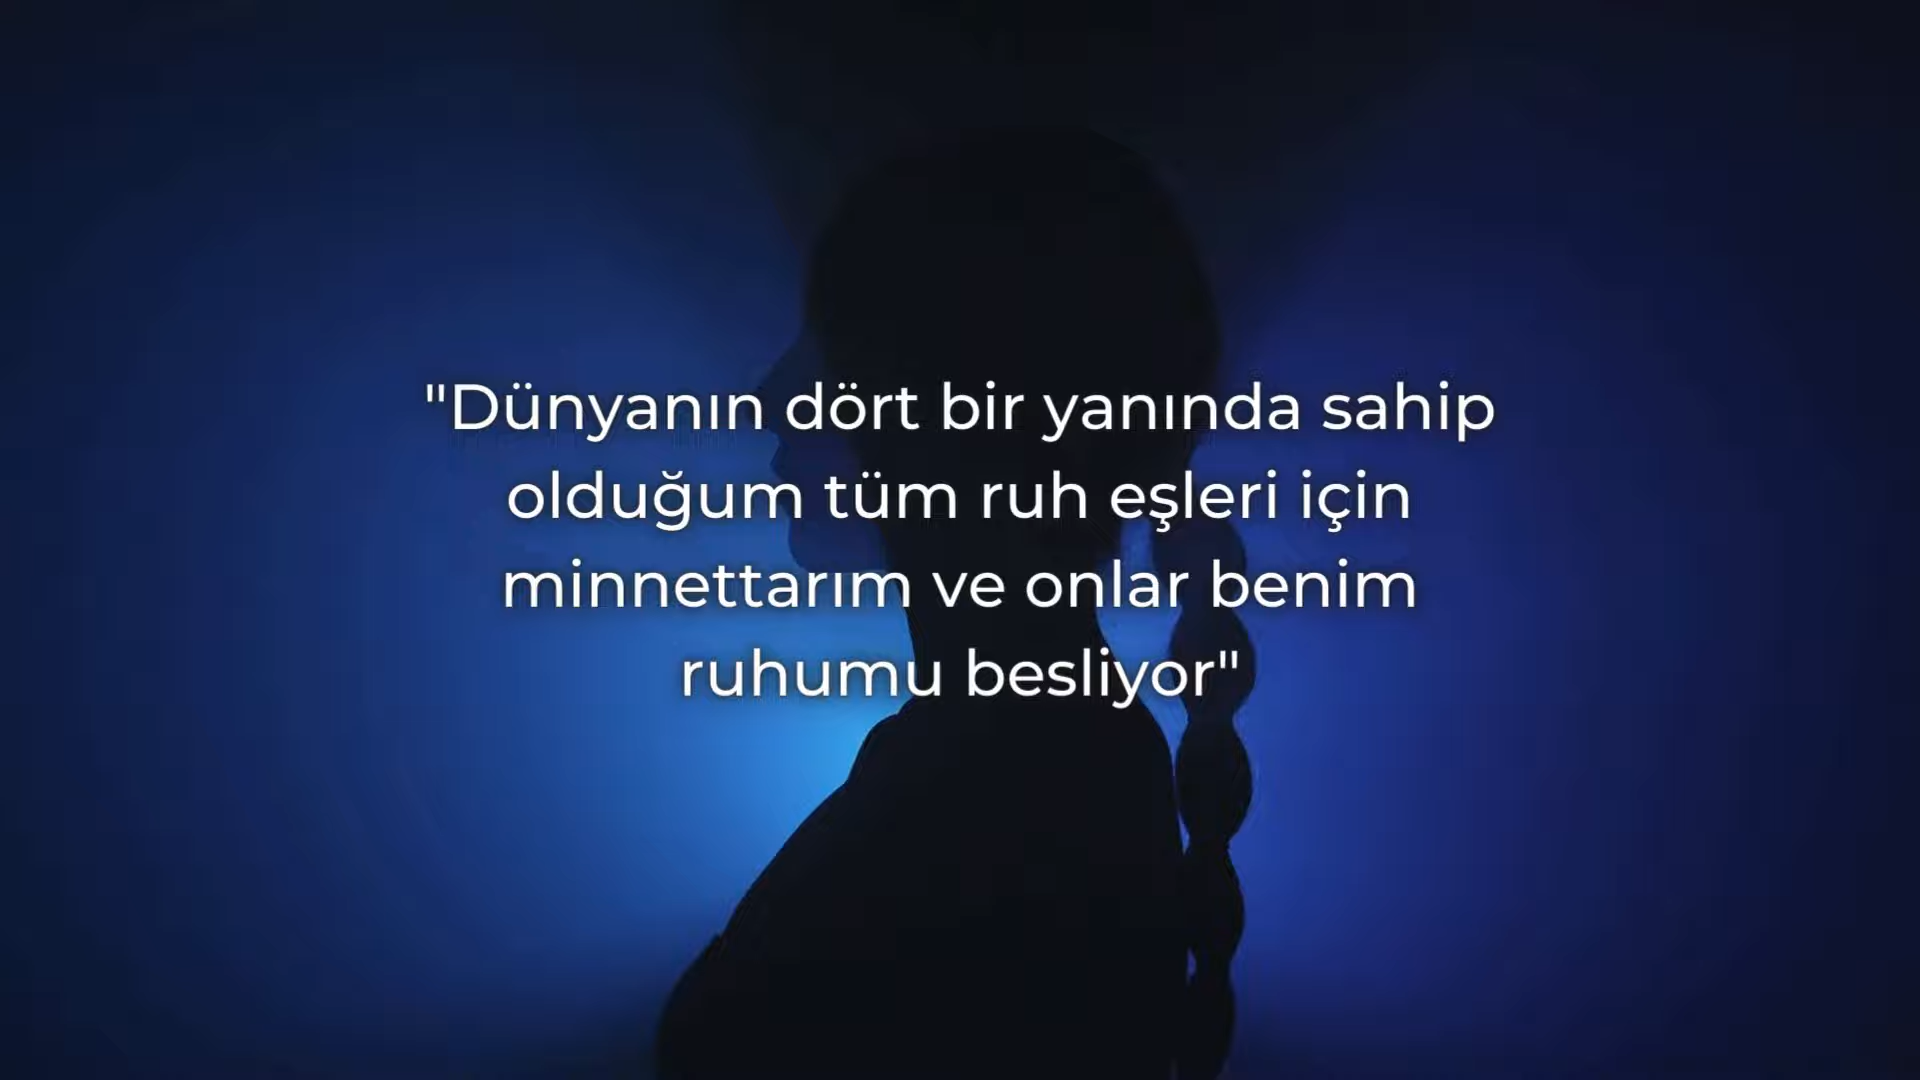 "Dünyanın dört bir yanında sahip
olduğum tüm ruh eşleri için
minnettarım ve onlar benim
ruhumu besliyor"